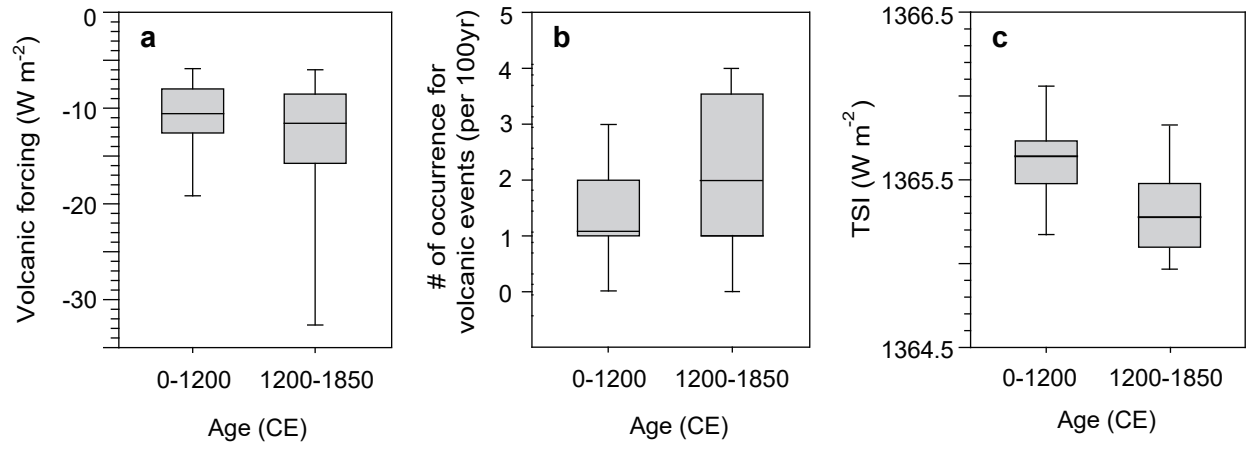 a
Volcanic forcing (W m⁻²)
0
-10
-20
-30
0-1200
1200-1850
Age (CE)
b
# of occurrence for
volcanic events (per 100yr)
5
4
3
2
1
0
0-1200
1200-1850
Age (CE)
c
TSI (W m⁻²)
1366.5
1365.5
1364.5
0-1200
1200-1850
Age (CE)